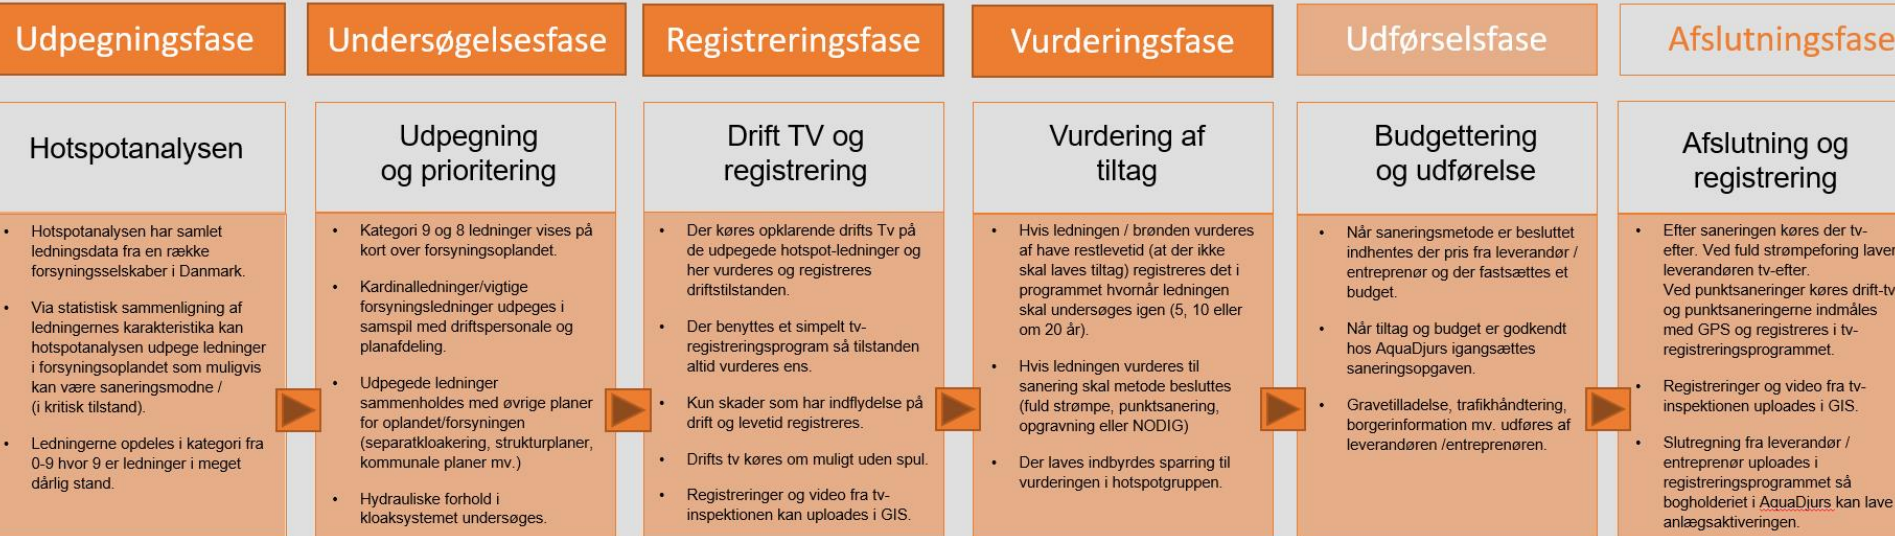 Udpegningsfase
Hotspotanalysen
• Hotspotanalysen har samlet
ledningsdata fra en række
forsyningsselskaber i Danmark.
• Via statistisk sammenligning af
ledningernes karakteristika kan
hotspotanalysen udpege ledninger
i forsyningsoplandet som muligvis
kan være saneringsmodne /
(i kritisk tilstand).
• Ledningerne opdeles i kategori fra
0-9 hvor 9 er ledninger i meget
dårlig stand.
Undersøgelsesfase
Udpegning
og prioritering
• Kategori 9 og 8 ledninger vises på
kort over forsyningsoplandet.
• Kardinalledninger/vigtige
forsyningsledninger udpeges i
samspil med driftspersonale og
planafdeling.
• Udpegede ledninger
sammenholdes med øvrige planer
for oplandet/forsyningen
(separatkloakering, strukturplaner,
kommunale planer mv.)
• Hydrauliske forhold i
kloaksystemet undersøges.
Registreringsfase
Drift TV og
registrering
• Der køres opklarende drifts Tv på
de udpegede hotspot-ledninger og
her vurderes og registreres
driftstilstanden.
• Der benyttes et simpelt tv-
registreringsprogram så tilstanden
altid vurderes ens.
• Kun skader som har indflydelse på
drift og levetid registreres.
• Drifts tv køres om muligt uden spul.
• Registreringer og video fra tv-
inspektionen kan uploades i GIS.
Vurderingsfase
Vurdering af
tiltag
• Hvis ledningen / brønden vurderes
af have restlevetid (at der ikke
skal laves tiltag) registreres det i
programmet hvornår ledningen
skal undersøges igen (5, 10 eller
om 20 år).
• Hvis ledningen vurderes til
sanering skal metode besluttes
(fuld strømpe, punktsanering,
opgravning eller NODIG)
• Der laves indbyrdes sparring til
vurderingen i hotspotgruppen.
Udførselsfase
Budgettering
og udførelse
• Når saneringsmetode er besluttet
indhentes der pris fra leverandør /
entreprenør og der fastsættes et
budget.
• Når tiltag og budget er godkendt
hos AquaDjurs igangsættes
saneringsopgaven.
• Gravetilladelse, trafikhåndtering,
borgerinformation mv. udføres af
leverandøren /entreprenøren.
Afslutningsfase
Afslutning og
registrering
• Efter saneringen køres der tv-
efter. Ved fuld strømpeforing laver
leverandøren tv-efter.
Ved punktsaneringer køres drift-tv
og punktsaneringerne indmåles
med GPS og registreres i tv-
registreringsprogrammet.
• Registreringer og video fra tv-
inspektionen uploades i GIS.
• Slutregning fra leverandør /
entreprenør uploades i
registreringsprogrammet så
bogholderiet i AquaDjurs kan lave
anlægsaktiveringen.